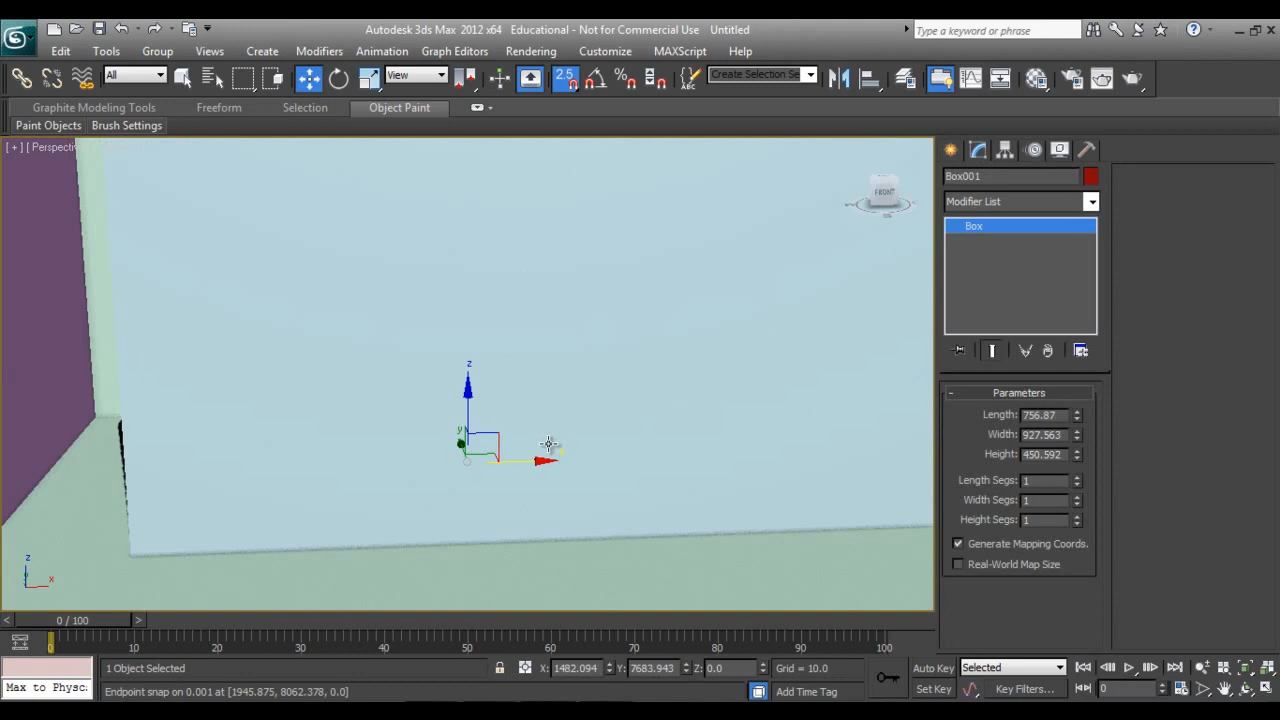 Autodesk 3ds Max 2012 x64 Educational - Not for Commercial Use Untitled
Type a keyword or phrase
Edit Tools Group Views Create Modifiers Animation Graph Editors Rendering Customize MAXScript Help
All View 2.5 Create Selection Se
Graphite Modeling Tools Freeform Selection Object Paint
Paint Objects Brush Settings
[ + ] [ Perspecti
FRONT
Box001
Modifier List
Box
z
y
z
x
Parameters
Length: 756.87
Width: 927.563
Height: 450.592
Length Segs: 1
Width Segs: 1
Height Segs: 1
Generate Mapping Coords.
Real-World Map Size
< 0 / 100 >
0 10 20 30 40 50 60 70 80 90 100
1 Object Selected X: 1482.094 Y: 7683.943 Z: 0.0 Grid = 10.0 Auto Key Selected
Max to Physc: Endpoint snap on 0.001 at [1945.875, 8062.378, 0.0] Add Time Tag Set Key Key Filters... 0